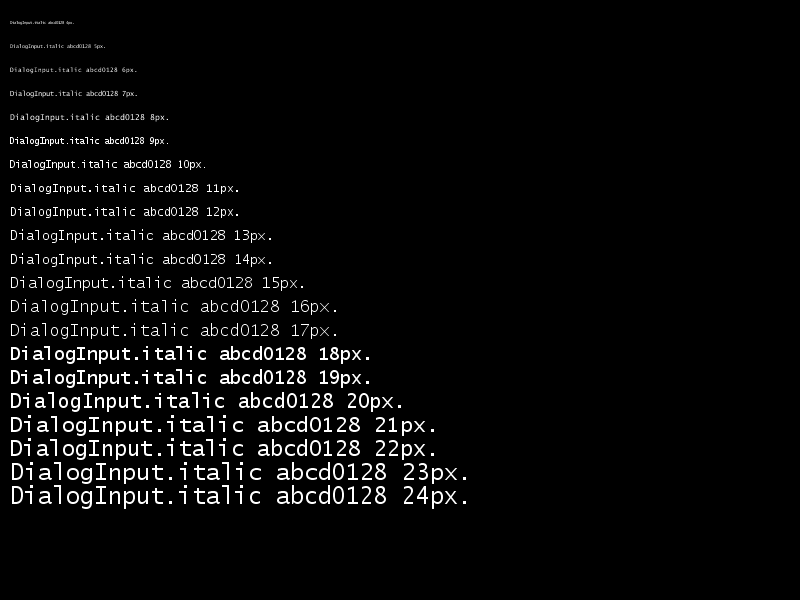 DialogInput.italic abcd0128 4px.
DialogInput.italic abcd0128 5px.
DialogInput.italic abcd0128 6px.
DialogInput.italic abcd0128 7px.
DialogInput.italic abcd0128 8px.
DialogInput.italic abcd0128 9px.
DialogInput.italic abcd0128 10px.
DialogInput.italic abcd0128 11px.
DialogInput.italic abcd0128 12px.
DialogInput.italic abcd0128 13px.
DialogInput.italic abcd0128 14px.
DialogInput.italic abcd0128 15px.
DialogInput.italic abcd0128 16px.
DialogInput.italic abcd0128 17px.
DialogInput.italic abcd0128 18px.
DialogInput.italic abcd0128 19px.
DialogInput.italic abcd0128 20px.
DialogInput.italic abcd0128 21px.
DialogInput.italic abcd0128 22px.
DialogInput.italic abcd0128 23px.
DialogInput.italic abcd0128 24px.